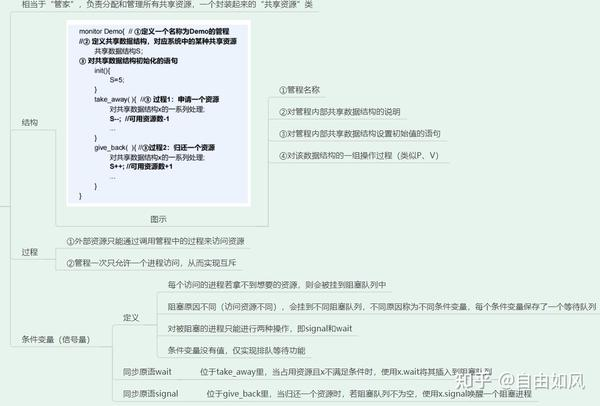 相当于“管家”，负责分配和管理所有共享资源，一个封装起来的“共享资源”类
结构
monitor Demo{ // ①定义一个名称为Demo的管程
//② 定义共享数据结构，对应系统中的某种共享资源
共享数据结构S;
③ 对共享数据结构初始化的语句
init(){
S=5;
}
take_away( ){ //③ 过程1：申请一个资源
对共享数据结构x的一系列处理;
S--; //可用资源数-1
...
}
give_back( ){ //③过程2：归还一个资源
对共享数据结构x的一系列处理;
S++; //可用资源数+1
...
}
}
图示
①管程名称
②对管程内部共享数据结构的说明
③对管程内部共享数据结构设置初始值的语句
④对该数据结构的一组操作过程（类似P、V）
过程
①外部资源只能通过调用管程中的过程来访问资源
②管程一次只允许一个进程访问，从而实现互斥
条件变量（信号量）
定义
每个访问的进程若拿不到想要的资源，则会被挂到阻塞队列中
阻塞原因不同（访问资源不同），会挂到不同阻塞队列，不同原因称为不同条件变量，每个条件变量保存了一个等待队列
对被阻塞的进程只能进行两种操作，即signal和wait
条件变量没有值，仅实现排队等待功能
同步原语wait 位于take_away里，当占用资源且x不满足条件时，使用x.wait将其插入到阻塞队列
同步原语signal 位于give_back里，当归还一个资源时，若阻塞队列不为空，使用x.signal唤醒一个阻塞进程
知乎 @自由如风